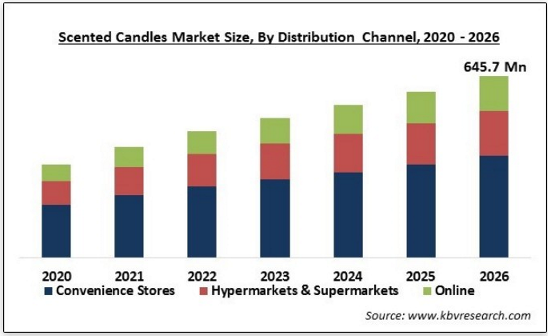 Scented Candles Market Size, By Distribution Channel, 2020 - 2026
645.7 Mn
2020 2021 2022 2023 2024 2025 2026
Convenience Stores Hypermarkets & Supermarkets Online
Source: www.kbvresearch.com